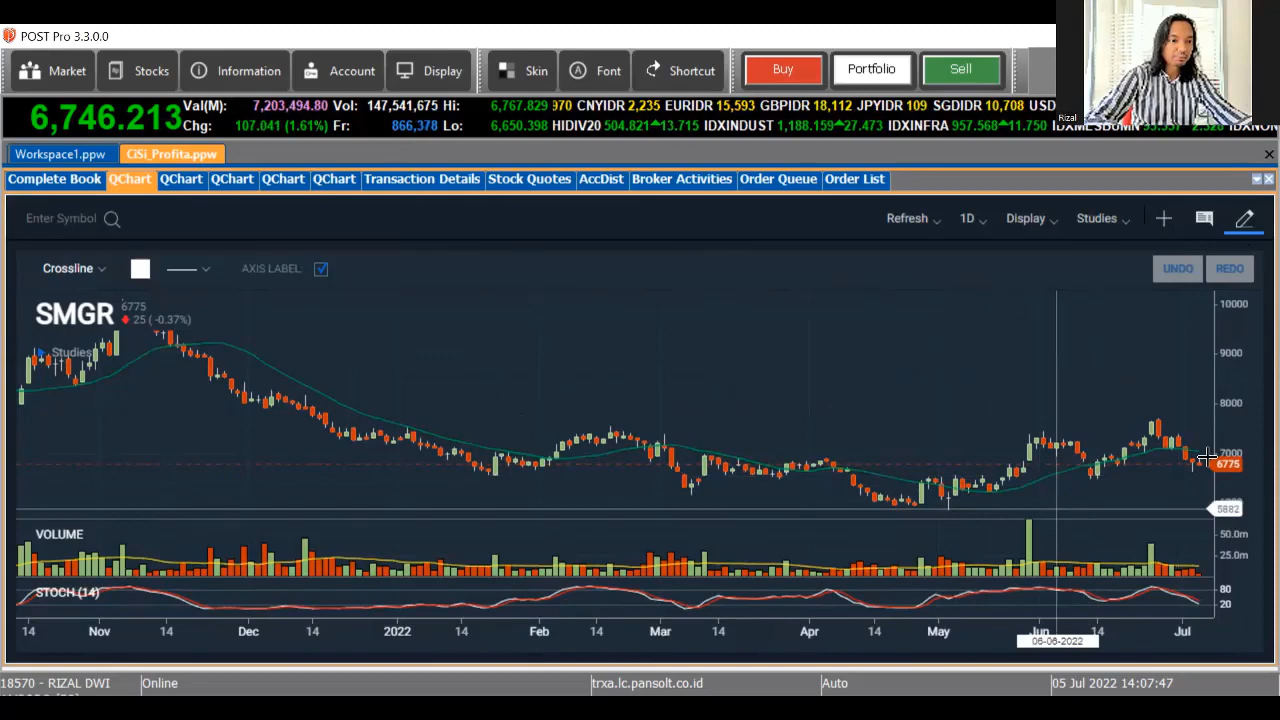 POST Pro 3.3.0.0
Market Stocks Information Account Display Skin Font Shortcut Buy Portfolio Sell
Rizal
6,746.213
Val(M): 7,203,494.80 Vol: 147,541,675 Hi: 6,767.829
Chg: 107.041 (1.61%) Fr: 866,378 Lo: 6,650.398
970 CNYIDR 2,235 EURIDR 15,593 GBPIDR 18,112 JPYIDR 109 SGDIDR 10,708 USD
HIDIV20 504.821 13.715 IDXINDUST 1,188.159 27.473 IDXINFRA 957.568 11.750
Workspace1.ppw CiSi_Profita.ppw
Complete Book QChart QChart QChart QChart QChart Transaction Details Stock Quotes AccDist Broker Activities Order Queue Order List
Enter Symbol Refresh 1D Display Studies
Crossline AXIS LABEL: UNDO REDO
SMGR 6775
25 (-0.37%)
Studies
10000
9000
8000
7000
6775
5882
VOLUME
50.0m
25.0m
STOCH (14)
80
20
14 Nov 14 Dec 14 2022 14 Feb 14 Mar 14 Apr 14 May Jun 14 Jul
06-06-2022
18570 - RIZAL DWI Online trxa.lc.pansolt.co.id Auto 05 Jul 2022 14:07:47